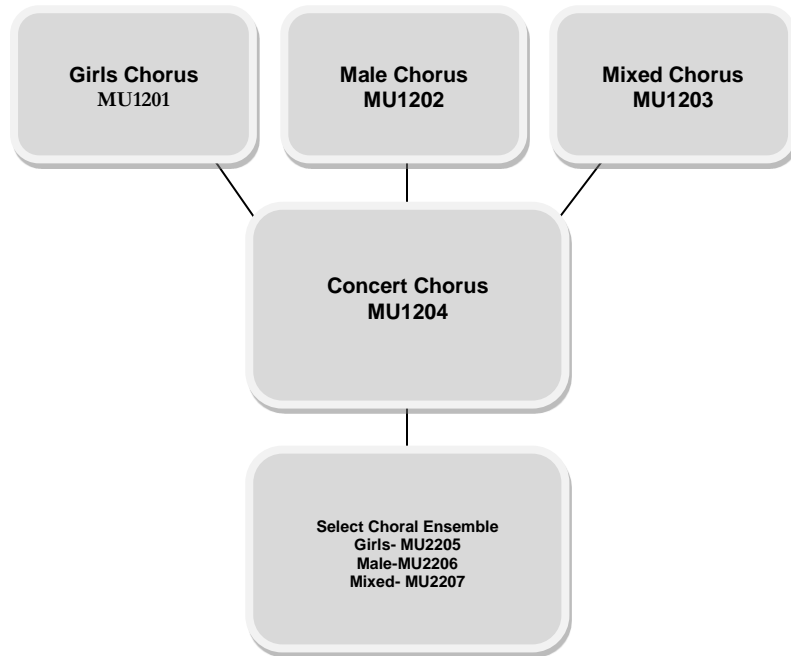 Girls Chorus
MU1201
Male Chorus
MU1202
Mixed Chorus
MU1203
Concert Chorus
MU1204
Select Choral Ensemble
Girls- MU2205
Male-MU2206
Mixed- MU2207